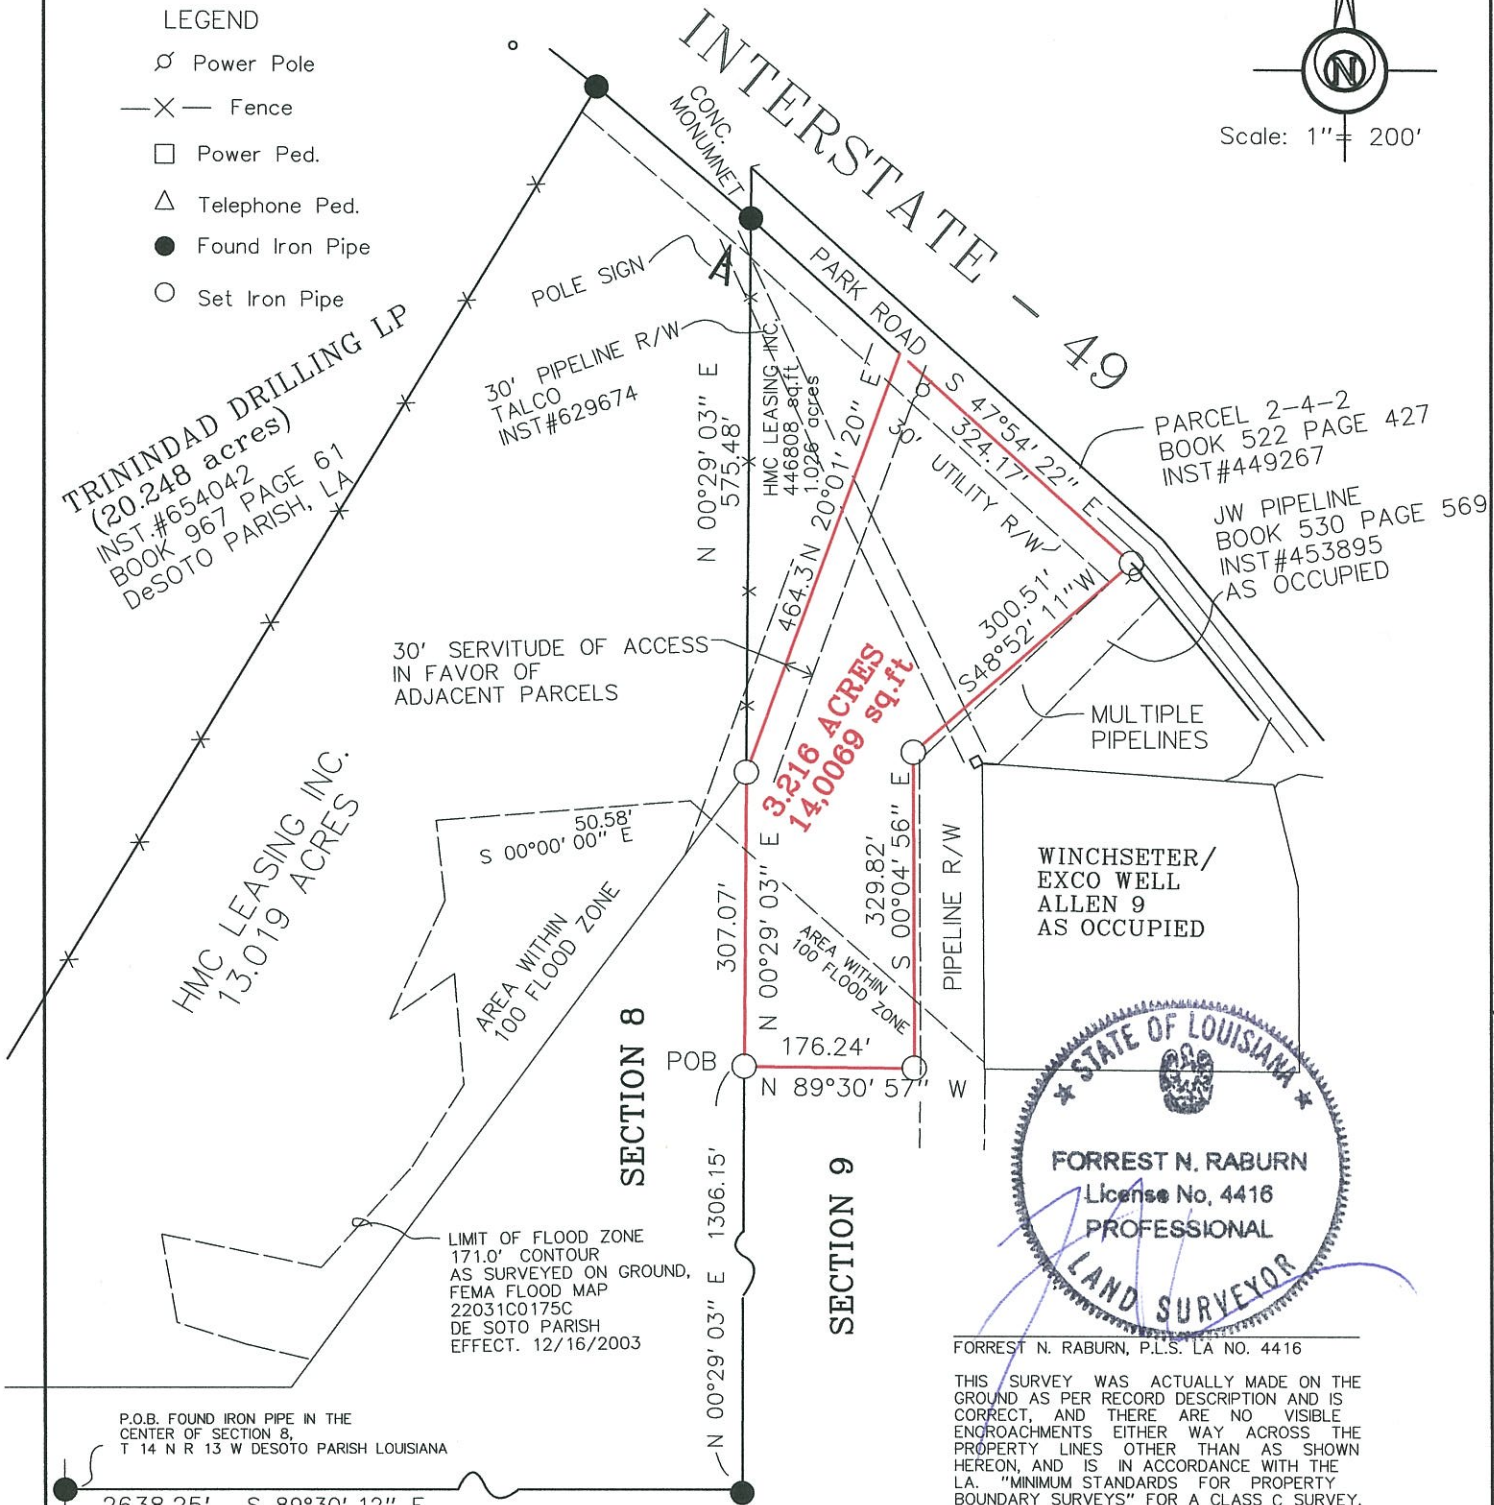 LEGEND
Power Pole
Fence
Power Ped.
Telephone Ped.
Found Iron Pipe
Set Iron Pipe
N
Scale: 1"= 200'
INTERSTATE - 49
CONC.
MONUMNET
PARK ROAD
POLE SIGN
30' PIPELINE R/W
TALCO
INST#629674
TRININDAD DRILLING LP
(20.248 acres)
INST.#654042
BOOK 967 PAGE 61
DeSOTO PARISH, LA
N 00°29' 03" E
575.48'
HMC LEASING INC
446808 sq.ft.
1.026 acres
464.3 N 20°01' 20" E
30'
UTILITY R/W
S 47°54' 22" E
324.17'
PARCEL 2-4-2
BOOK 522 PAGE 427
INST#449267
JW PIPELINE
BOOK 530 PAGE 569
INST#453895
AS OCCUPIED
300.51'
S48°52' 11"W
30' SERVITUDE OF ACCESS
IN FAVOR OF
ADJACENT PARCELS
3.216 ACRES
14,0069 sq.ft
MULTIPLE
PIPELINES
HMC LEASING INC.
13.019 ACRES
50.58'
S 00°00' 00" E
AREA WITHIN
100 FLOOD ZONE
307.07'
N 00°29' 03" E
329.82'
S 00°04' 56" E
PIPELINE R/W
AREA WITHIN
100 FLOOD ZONE
WINCHSETER/
EXCO WELL
ALLEN 9
AS OCCUPIED
SECTION 8
POB
176.24'
N 89°30' 57" W
SECTION 9
N 00°29' 03" E 1306.15'
LIMIT OF FLOOD ZONE
171.0' CONTOUR
AS SURVEYED ON GROUND,
FEMA FLOOD MAP
22031C0175C
DE SOTO PARISH
EFFECT. 12/16/2003
STATE OF LOUISIANA
FORREST N. RABURN
License No. 4416
PROFESSIONAL
LAND SURVEYOR
FORREST N. RABURN, P.L.S. LA NO. 4416
THIS SURVEY WAS ACTUALLY MADE ON THE
GROUND AS PER RECORD DESCRIPTION AND IS
CORRECT, AND THERE ARE NO VISIBLE
ENCROACHMENTS EITHER WAY ACROSS THE
PROPERTY LINES OTHER THAN AS SHOWN
HEREON, AND IS IN ACCORDANCE WITH THE
LA. "MINIMUM STANDARDS FOR PROPERTY
BOUNDARY SURVEYS" FOR A CLASS C SURVEY.
P.O.B. FOUND IRON PIPE IN THE
CENTER OF SECTION 8,
T 14 N R 13 W DESOTO PARISH LOUISIANA
2638.25' S 89°30' 12" E